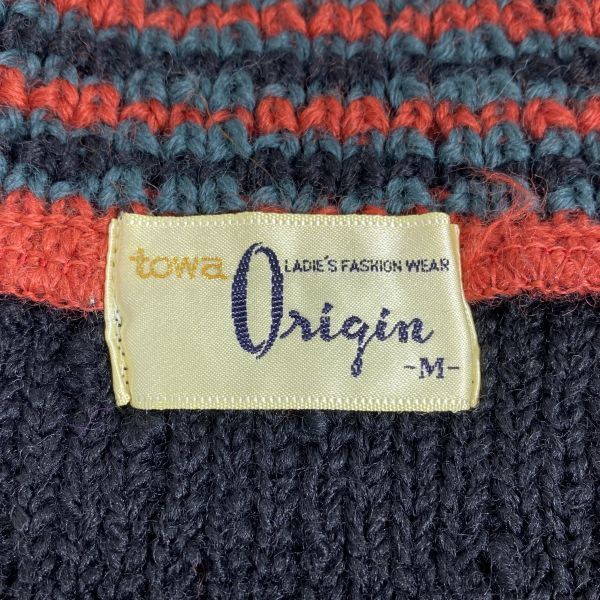 towa
LADIE'S FASHION WEAR
Origin
-M-